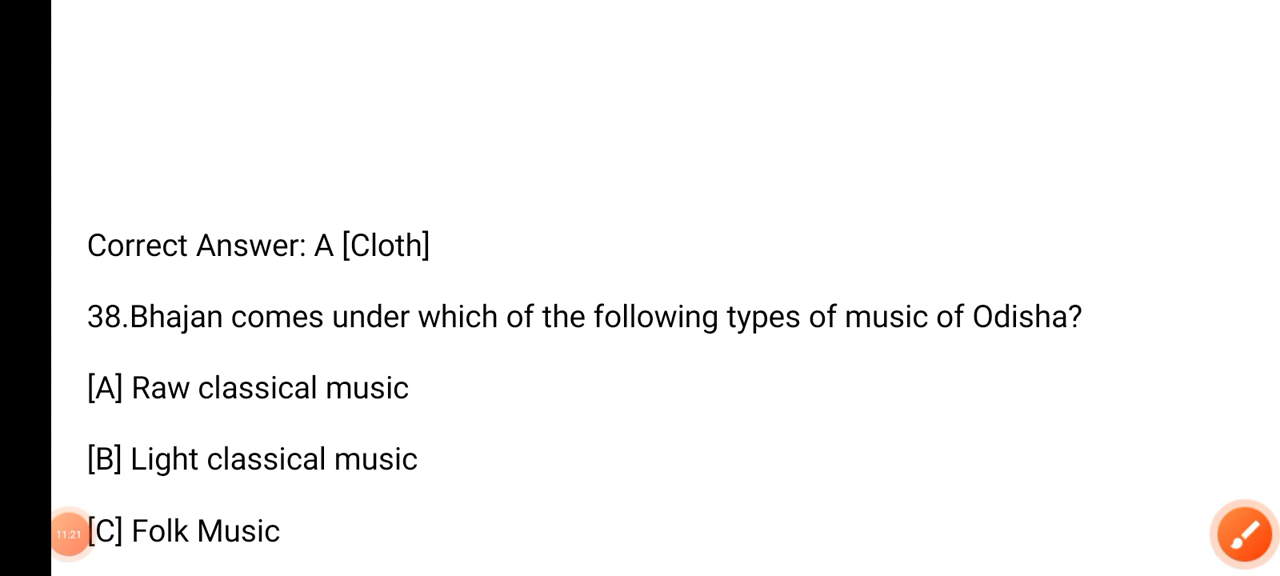 Correct Answer: A [Cloth]
38.Bhajan comes under which of the following types of music of Odisha?
[A] Raw classical music
[B] Light classical music
[C] Folk Music
11:21